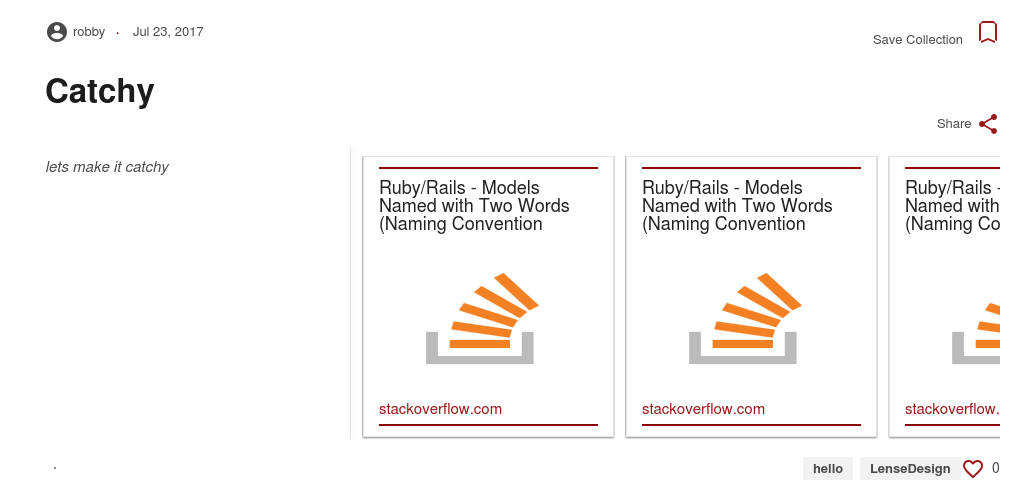 robby · Jul 23, 2017
Save Collection
Catchy
Share
lets make it catchy
Ruby/Rails - Models
Named with Two Words
(Naming Convention
stackoverflow.com
Ruby/Rails - Models
Named with Two Words
(Naming Convention
stackoverflow.com
Ruby/Rails -
Named with
(Naming Co
stackoverflow.
·
hello LenseDesign 0